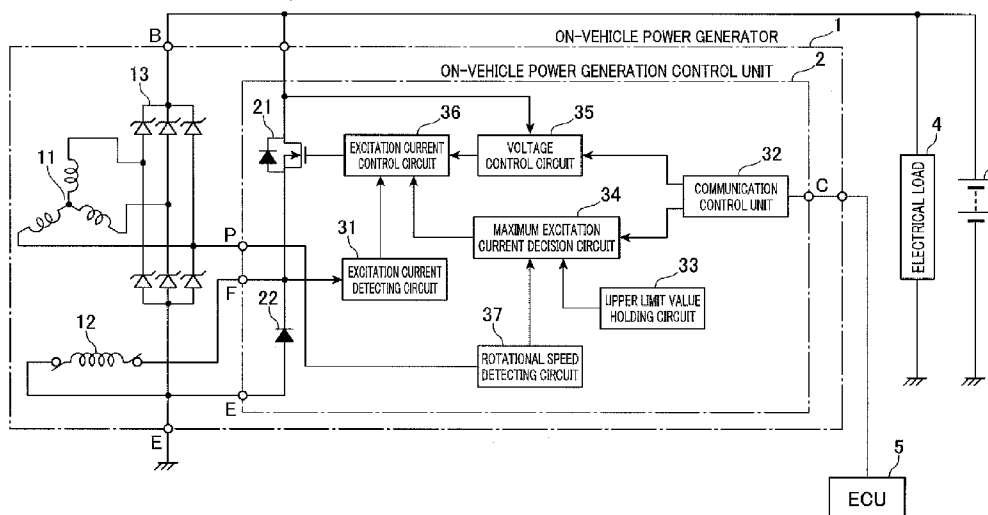 B
ON-VEHICLE POWER GENERATOR
1
ON-VEHICLE POWER GENERATION CONTROL UNIT
2
13
21
36
35
EXCITATION CURRENT
CONTROL CIRCUIT
VOLTAGE
CONTROL CIRCUIT
32
COMMUNICATION
CONTROL UNIT
C
4
ELECTRICAL LOAD
11
34
MAXIMUM EXCITATION
CURRENT DECISION CIRCUIT
P
31
EXCITATION CURRENT
DETECTING CIRCUIT
F
33
UPPER LIMIT VALUE
HOLDING CIRCUIT
22
12
37
ROTATIONAL SPEED
DETECTING CIRCUIT
E
E
5
ECU